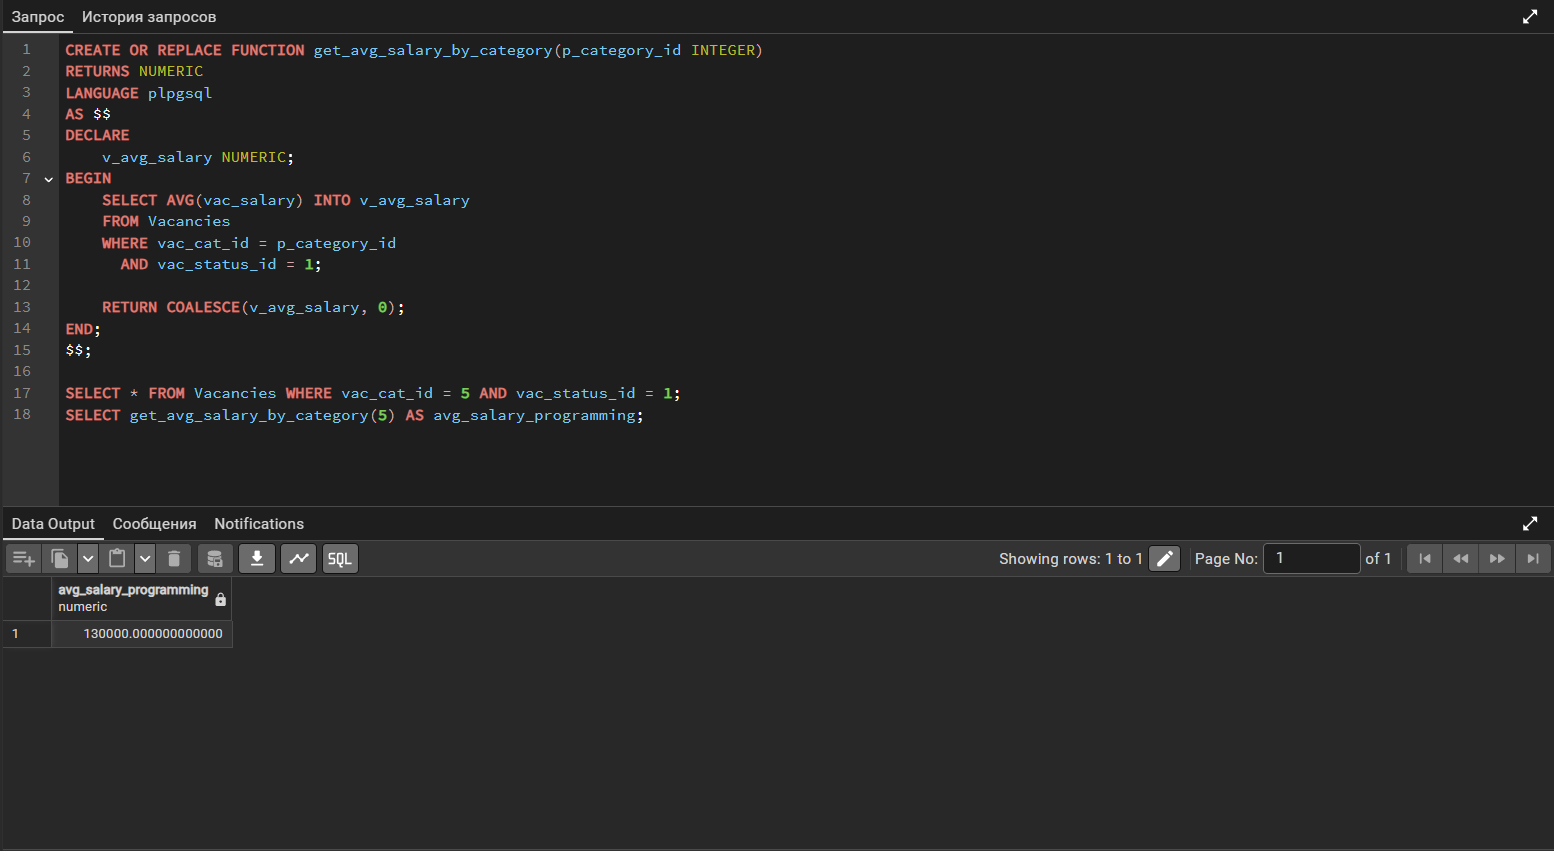 Запрос История запросов
1 CREATE OR REPLACE FUNCTION get_avg_salary_by_category(p_category_id INTEGER)
2 RETURNS NUMERIC
3 LANGUAGE plpgsql
4 AS $$
5 DECLARE
6     v_avg_salary NUMERIC;
7 BEGIN
8     SELECT AVG(vac_salary) INTO v_avg_salary
9     FROM Vacancies
10     WHERE vac_cat_id = p_category_id
11       AND vac_status_id = 1;
12
13     RETURN COALESCE(v_avg_salary, 0);
14 END;
15 $$;
16
17 SELECT * FROM Vacancies WHERE vac_cat_id = 5 AND vac_status_id = 1;
18 SELECT get_avg_salary_by_category(5) AS avg_salary_programming;
Data Output Сообщения Notifications
SQL Showing rows: 1 to 1 Page No: 1 of 1
avg_salary_programming
numeric
1 130000.000000000000